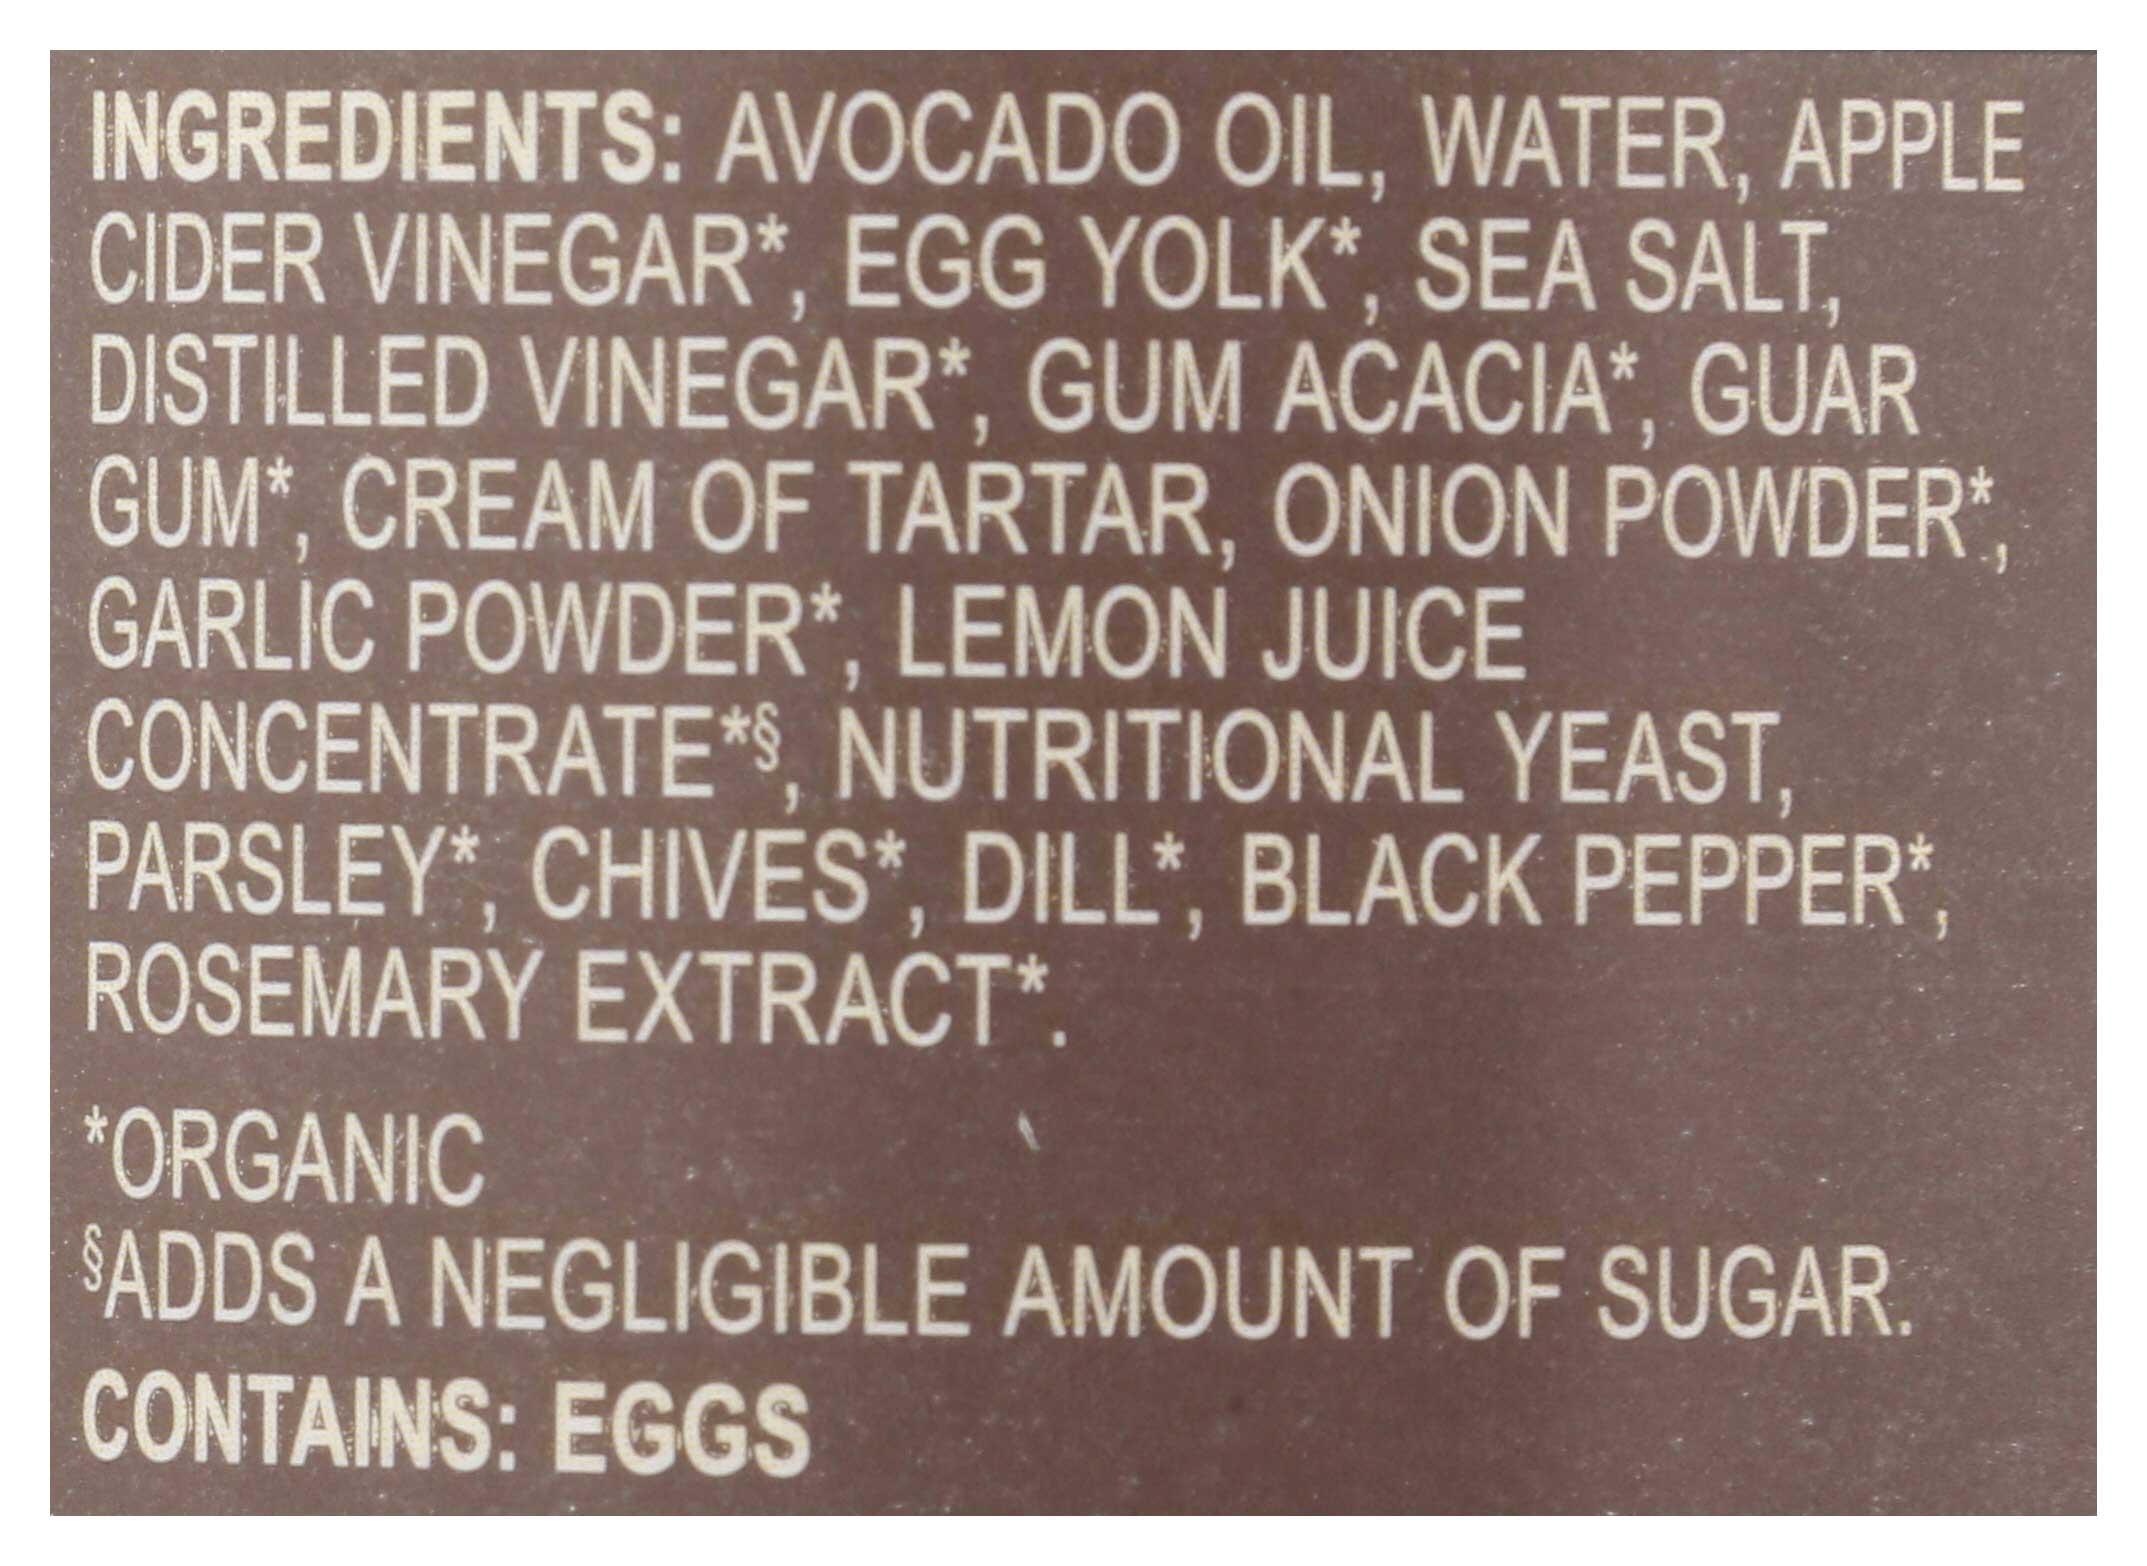 INGREDIENTS: AVOCADO OIL, WATER, APPLE
CIDER VINEGAR*, EGG YOLK*, SEA SALT,
DISTILLED VINEGAR*, GUM ACACIA*, GUAR
GUM*, CREAM OF TARTAR, ONION POWDER*,
GARLIC POWDER*, LEMON JUICE
CONCENTRATE*§, NUTRITIONAL YEAST,
PARSLEY*, CHIVES*, DILL*, BLACK PEPPER*,
ROSEMARY EXTRACT*.
*ORGANIC
§ADDS A NEGLIGIBLE AMOUNT OF SUGAR.
CONTAINS: EGGS